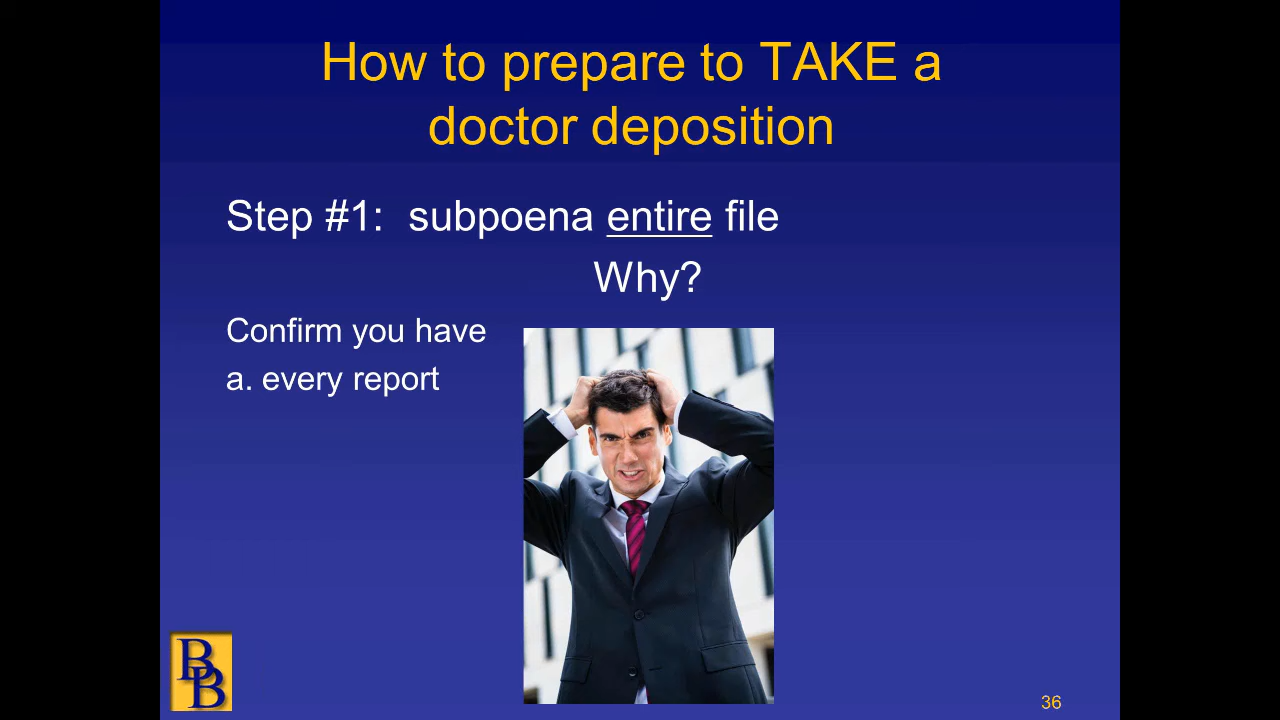 How to prepare to TAKE a
doctor deposition
Step #1: subpoena entire file
Why?
Confirm you have
a. every report
BB
36